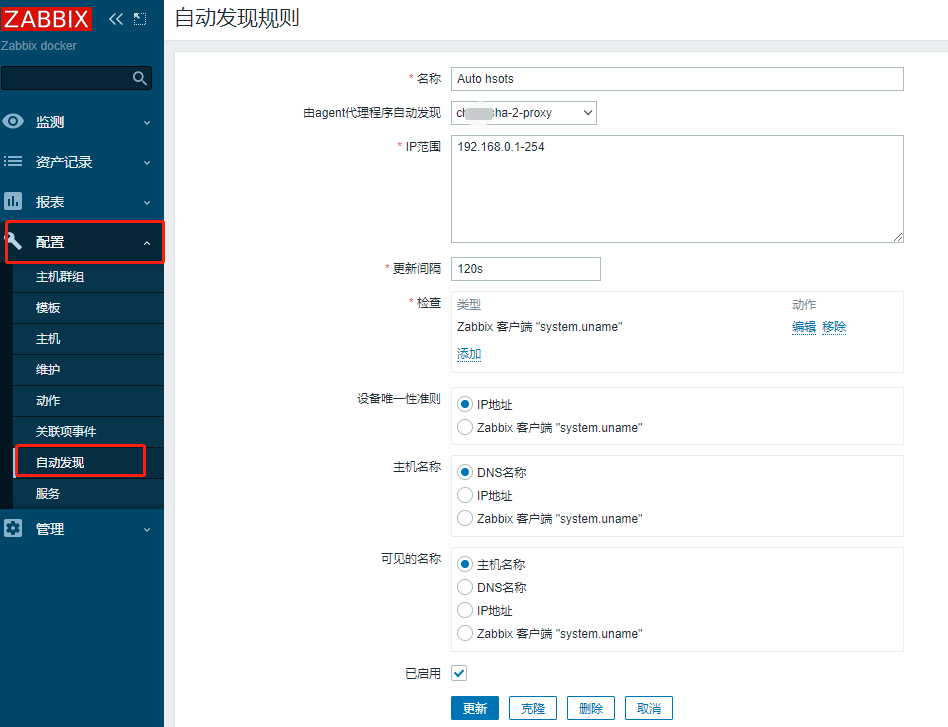 ZABBIX
Zabbix docker
监测
资产记录
报表
配置
主机群组
模板
主机
维护
动作
关联项事件
自动发现
服务
管理
自动发现规则
* 名称 Auto hsots
由agent代理程序自动发现 sha-2-proxy
* IP范围 192.168.0.1-254
* 更新间隔 120s
* 检查 类型 动作
Zabbix 客户端 "system.uname" 编辑 移除
添加
设备唯一性准则 IP地址
Zabbix 客户端 "system.uname"
主机名称 DNS名称
IP地址
Zabbix 客户端 "system.uname"
可见的名称 主机名称
DNS名称
IP地址
Zabbix 客户端 "system.uname"
已启用
更新 克隆 删除 取消